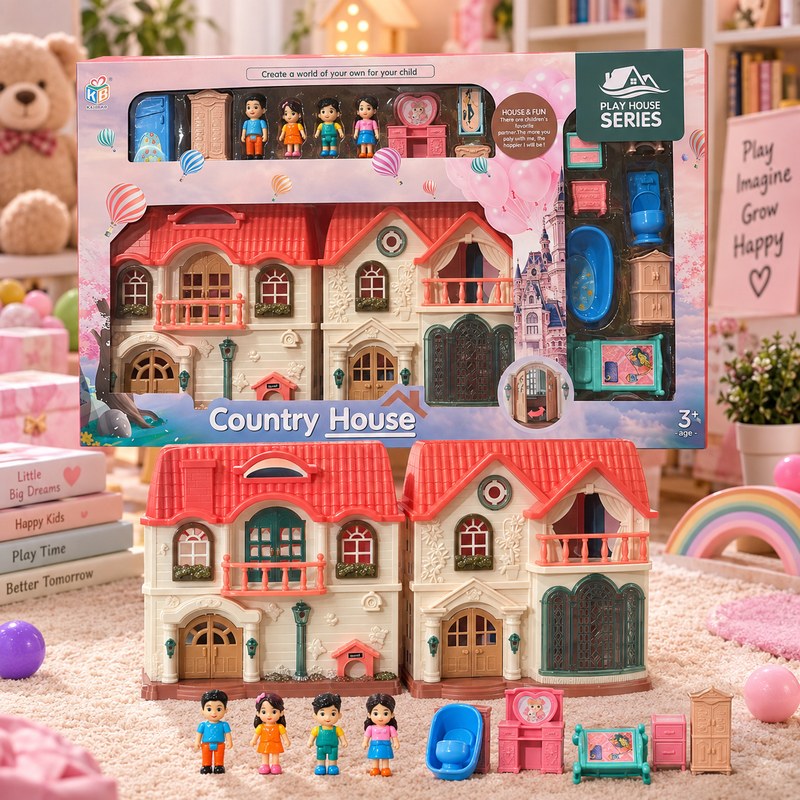 Create a world of your own for your child
KB
HOUSE & FUN
There are children's
favorite
partner.The more you
paly with me, the
happier I will be !
PLAY HOUSE
SERIES
Play
Imagine
Grow
Happy
Country House
3+
- age -
Little
Big Dreams
Happy Kids
Play Time
Better Tomorrow